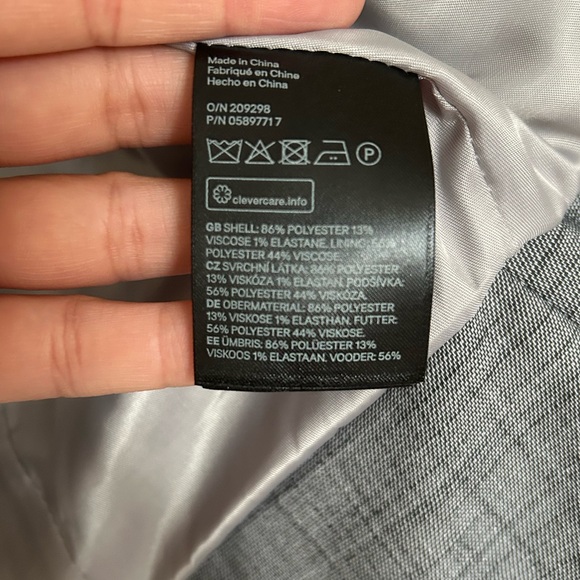 Made in China
Fabriqué en China
Hecho en China
O/N 209298
P/N 05897717
P
clevercare.info
GB SHELL: 86% POLYESTER 13%
VISCOSE 1% ELASTANE. LINING: 56%
POLYESTER 44% VISCOSE.
CZ SVRCHNÍ LÁTKA: 86% POLYESTER
13% VISKÓZA 1% ELASTAN. PODŠÍVKA:
56% POLYESTER 44% VISKÓZA.
DE OBERMATERIAL: 86% POLYESTER
13% VISKOSE 1% ELASTHAN. FUTTER:
56% POLYESTER 44% VISKOSE.
EE ÜMBRIS: 86% POLÜESTER 13%
VISKOOS 1% ELASTAAN. VOODER: 56%